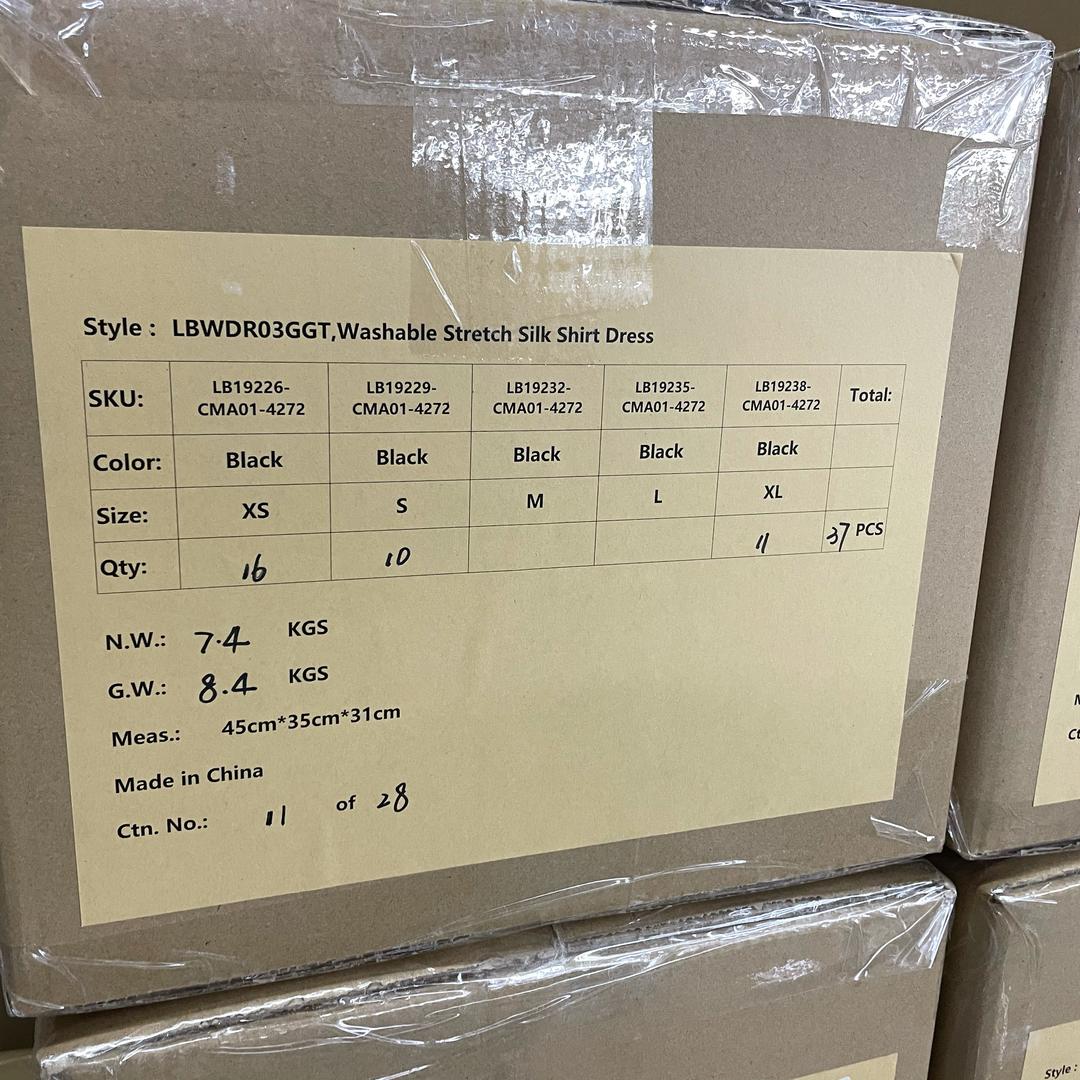 Style : LBWDR03GGT,Washable Stretch Silk Shirt Dress
SKU: LB19226-CMA01-4272 LB19229-CMA01-4272 LB19232-CMA01-4272 LB19235-CMA01-4272 LB19238-CMA01-4272 Total:
Color: Black Black Black Black Black
Size: XS S M L XL
Qty: 16 10 11 37 PCS
N.W.: 7.4 KGS
G.W.: 8.4 KGS
Meas.: 45cm*35cm*31cm
Made in China
Ctn. No.: 11 of 28
Style :